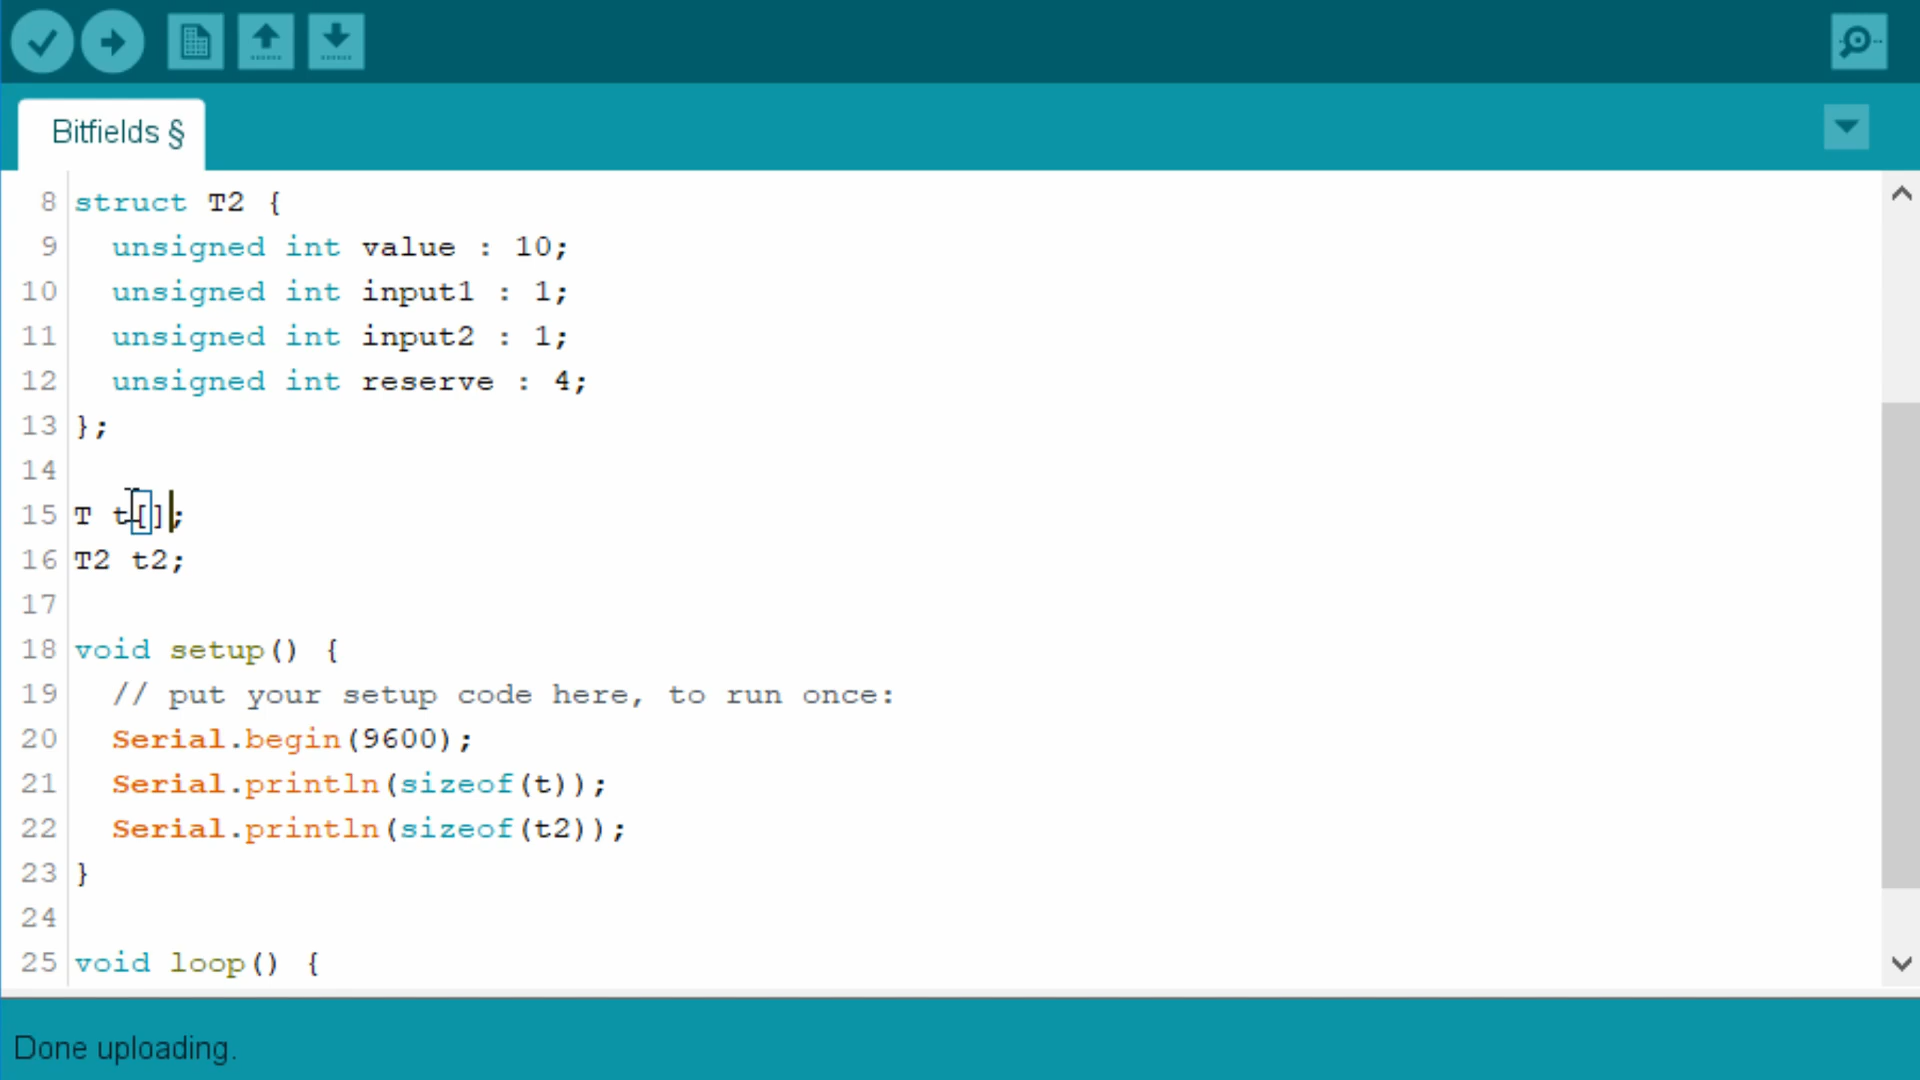 Bitfields §
8 struct T2 {
9 unsigned int value : 10;
10 unsigned int input1 : 1;
11 unsigned int input2 : 1;
12 unsigned int reserve : 4;
13 };
14
15 T t[];
16 T2 t2;
17
18 void setup() {
19 // put your setup code here, to run once:
20 Serial.begin(9600);
21 Serial.println(sizeof(t));
22 Serial.println(sizeof(t2));
23 }
24
25 void loop() {
Done uploading.